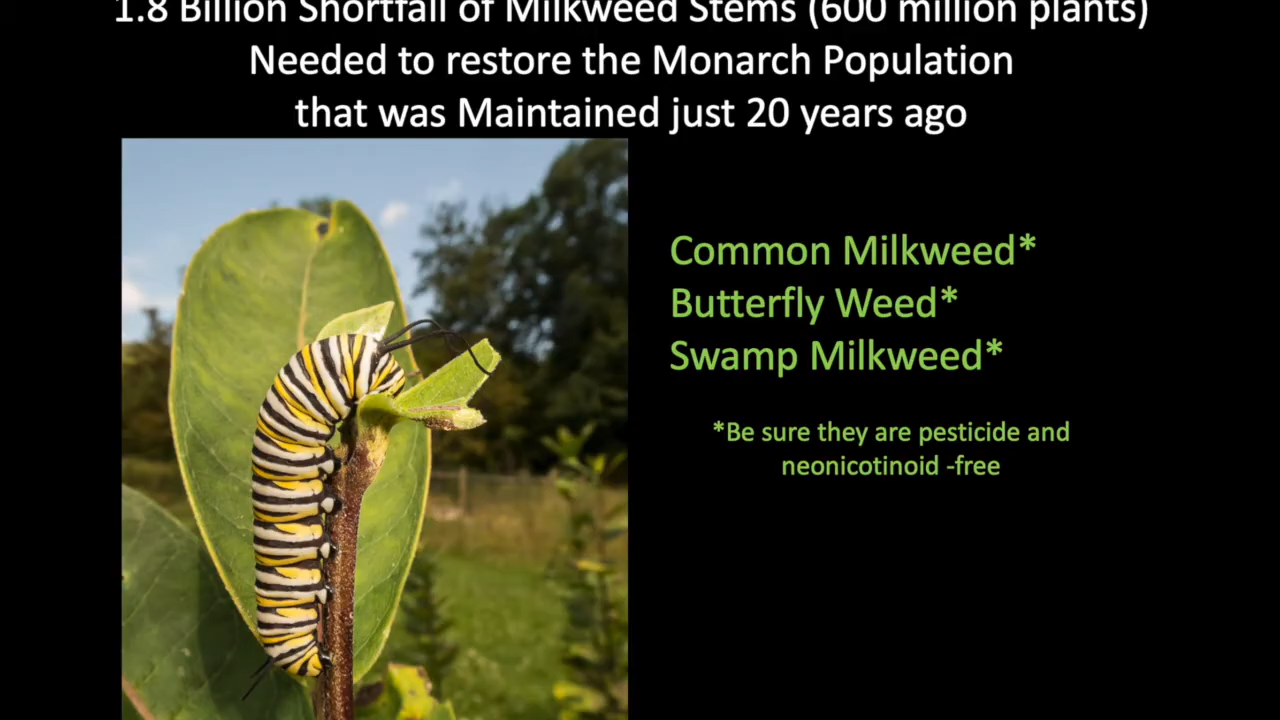 1.8 Billion Shortfall of Milkweed Stems (600 million plants)
Needed to restore the Monarch Population
that was Maintained just 20 years ago
Common Milkweed*
Butterfly Weed*
Swamp Milkweed*
*Be sure they are pesticide and
neonicotinoid -free